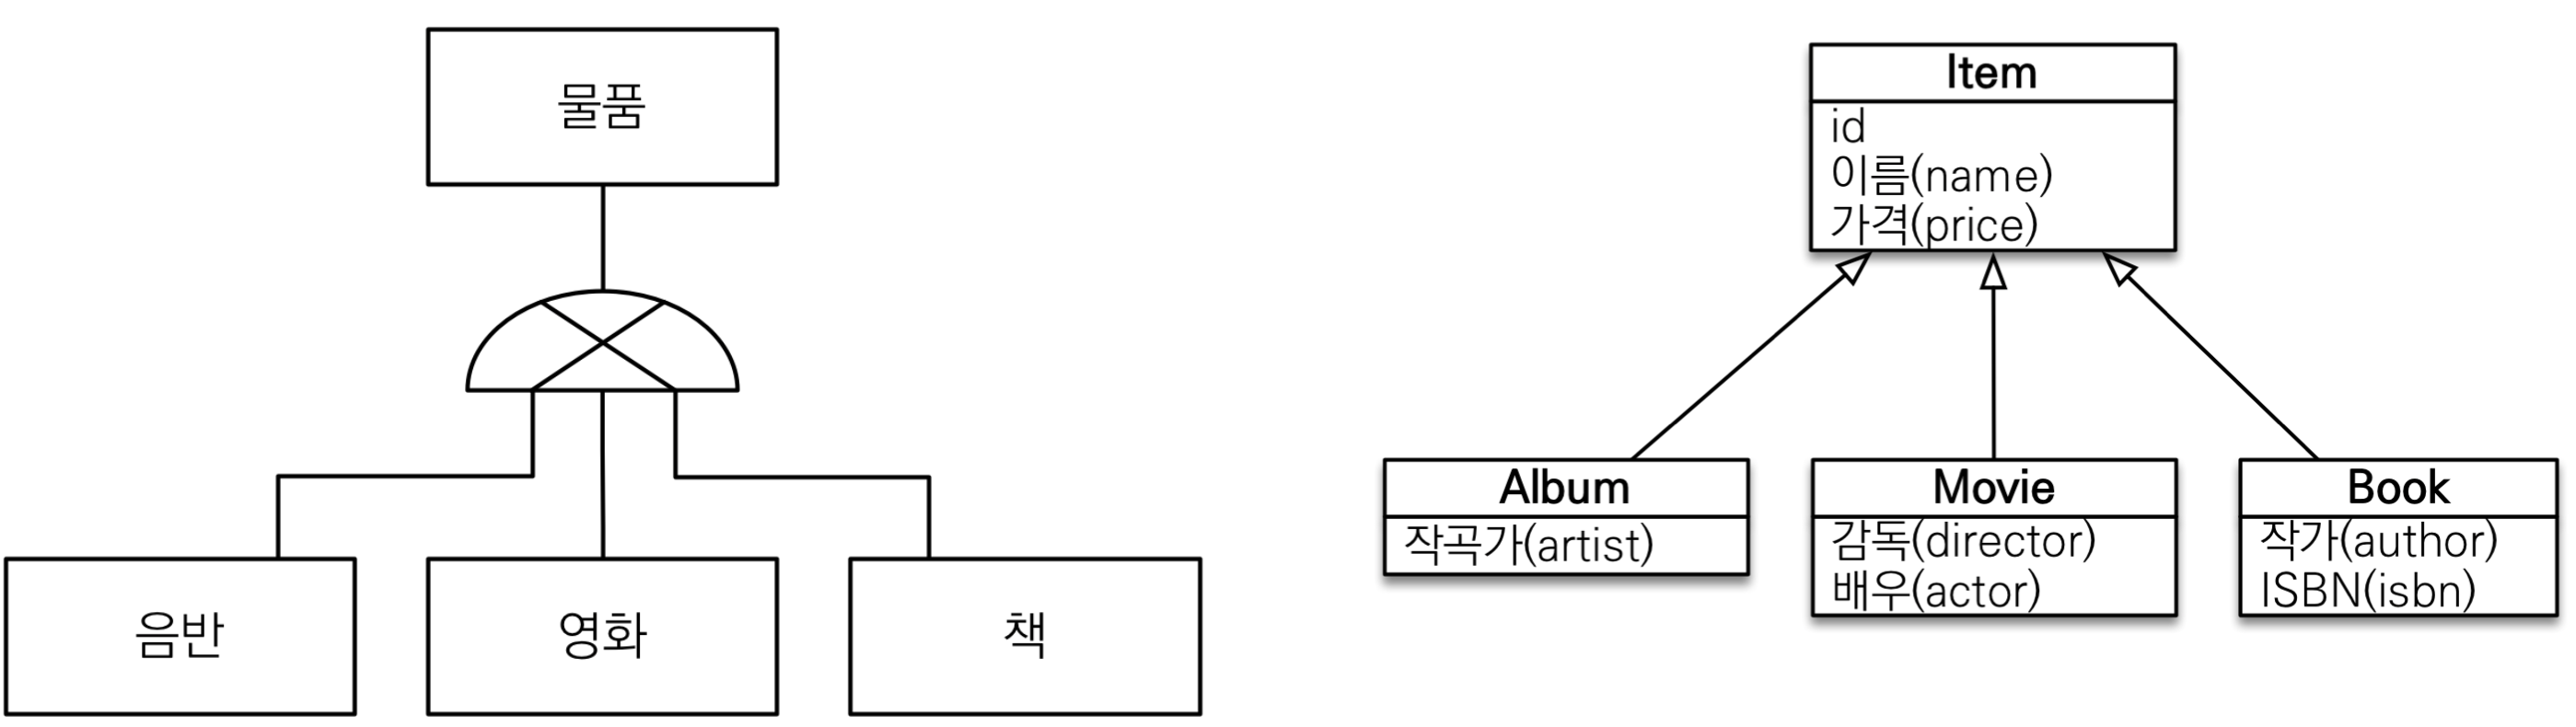 물품
음반
영화
책
Item
id
이름(name)
가격(price)
Album
작곡가(artist)
Movie
감독(director)
배우(actor)
Book
작가(author)
ISBN(isbn)